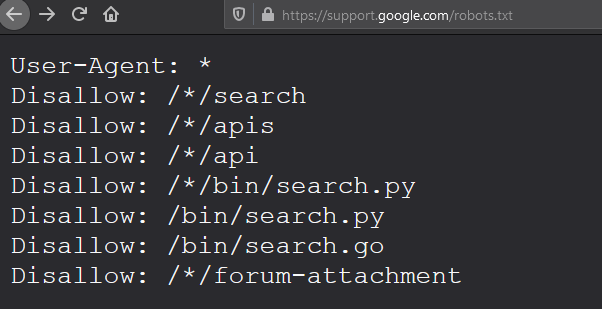 https://support.google.com/robots.txt
User-Agent: *
Disallow: /*/search
Disallow: /*/apis
Disallow: /*/api
Disallow: /*/bin/search.py
Disallow: /bin/search.py
Disallow: /bin/search.go
Disallow: /*/forum-attachment